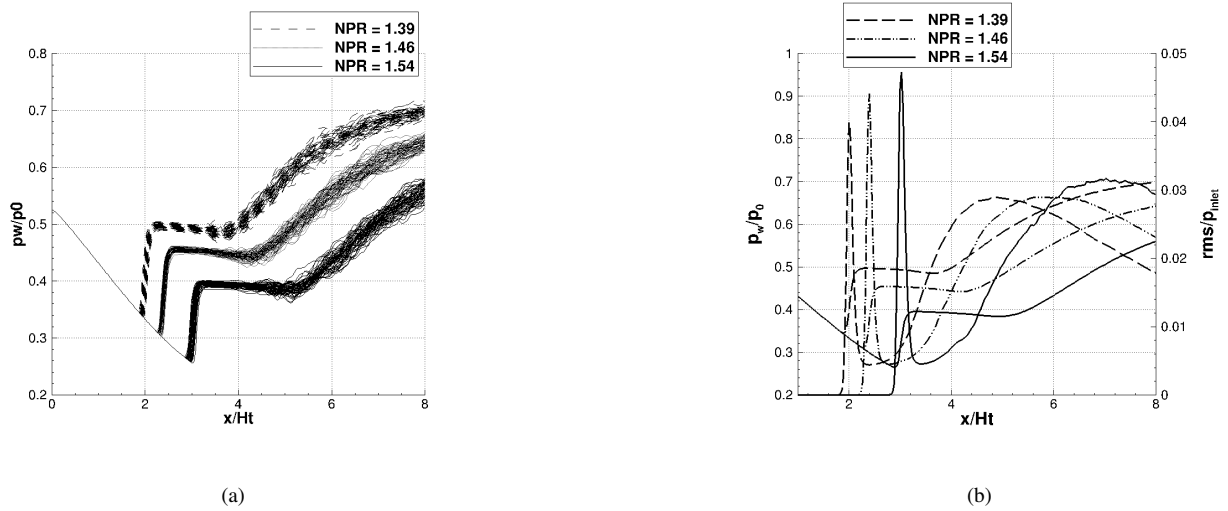 NPR = 1.39
NPR = 1.46
NPR = 1.54
0.8
0.7
0.6
0.5
0.4
0.3
0.2
pw/p0
0 2 4 6 8
x/Ht
(a)
NPR = 1.39
NPR = 1.46
NPR = 1.54
1
0.9
0.8
0.7
0.6
0.5
0.4
0.3
0.2
pw/p0
2 4 6 8
x/Ht
0.05
0.04
0.03
0.02
0.01
0
rms/pinlet
(b)